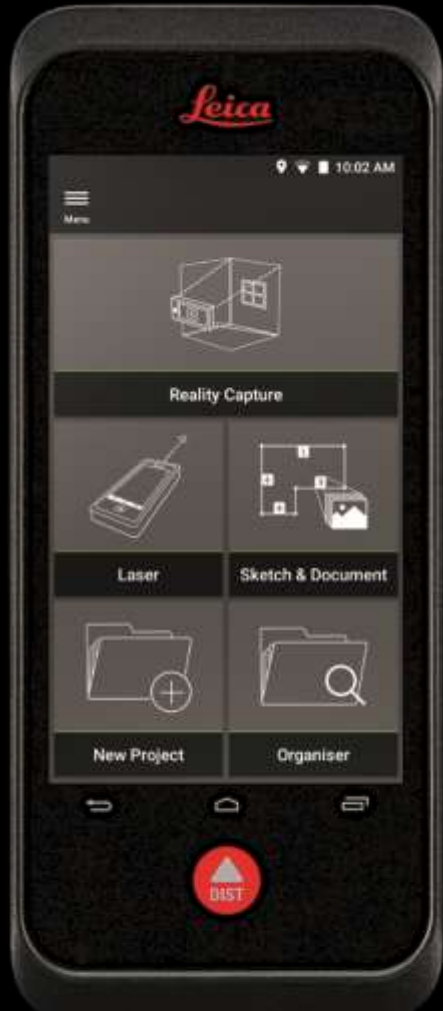 Leica
10:02 AM
Menu
Reality Capture
Laser
Sketch & Document
New Project
Organiser
DIST